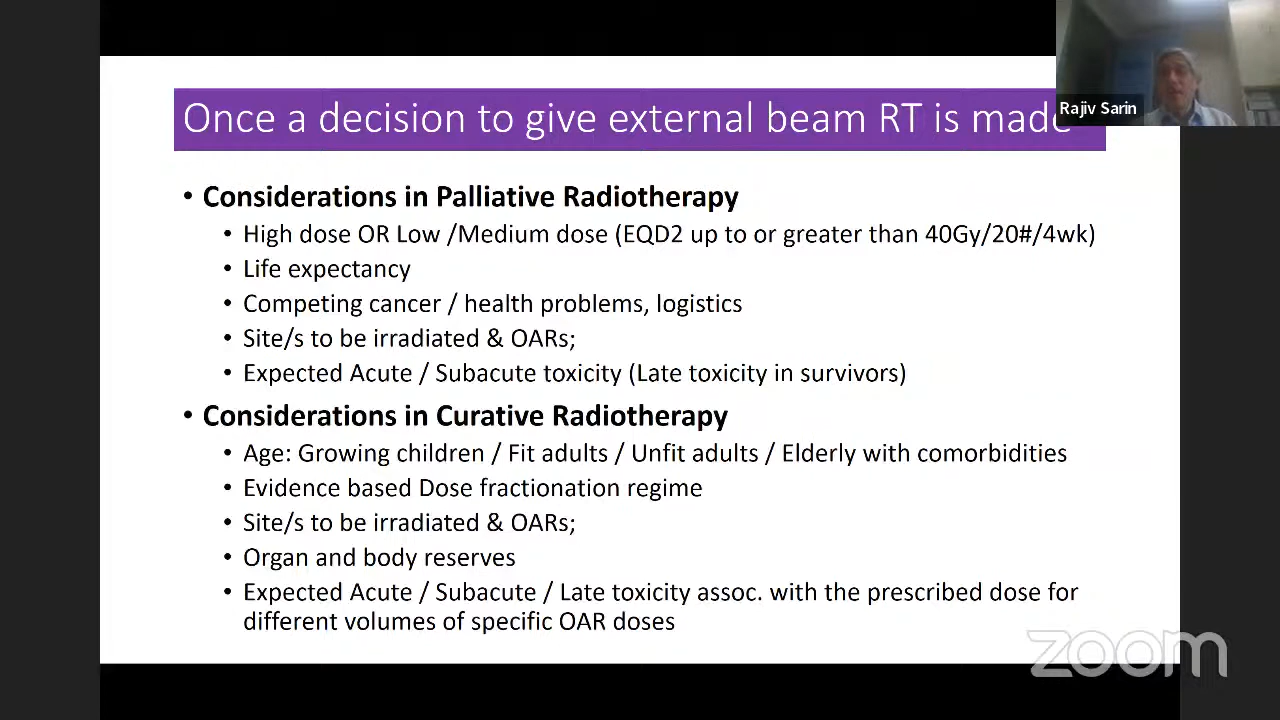 Once a decision to give external beam RT is made
Rajiv Sarin
• Considerations in Palliative Radiotherapy
• High dose OR Low /Medium dose (EQD2 up to or greater than 40Gy/20#/4wk)
• Life expectancy
• Competing cancer / health problems, logistics
• Site/s to be irradiated & OARs;
• Expected Acute / Subacute toxicity (Late toxicity in survivors)
• Considerations in Curative Radiotherapy
• Age: Growing children / Fit adults / Unfit adults / Elderly with comorbidities
• Evidence based Dose fractionation regime
• Site/s to be irradiated & OARs;
• Organ and body reserves
• Expected Acute / Subacute / Late toxicity assoc. with the prescribed dose for
different volumes of specific OAR doses
zoom